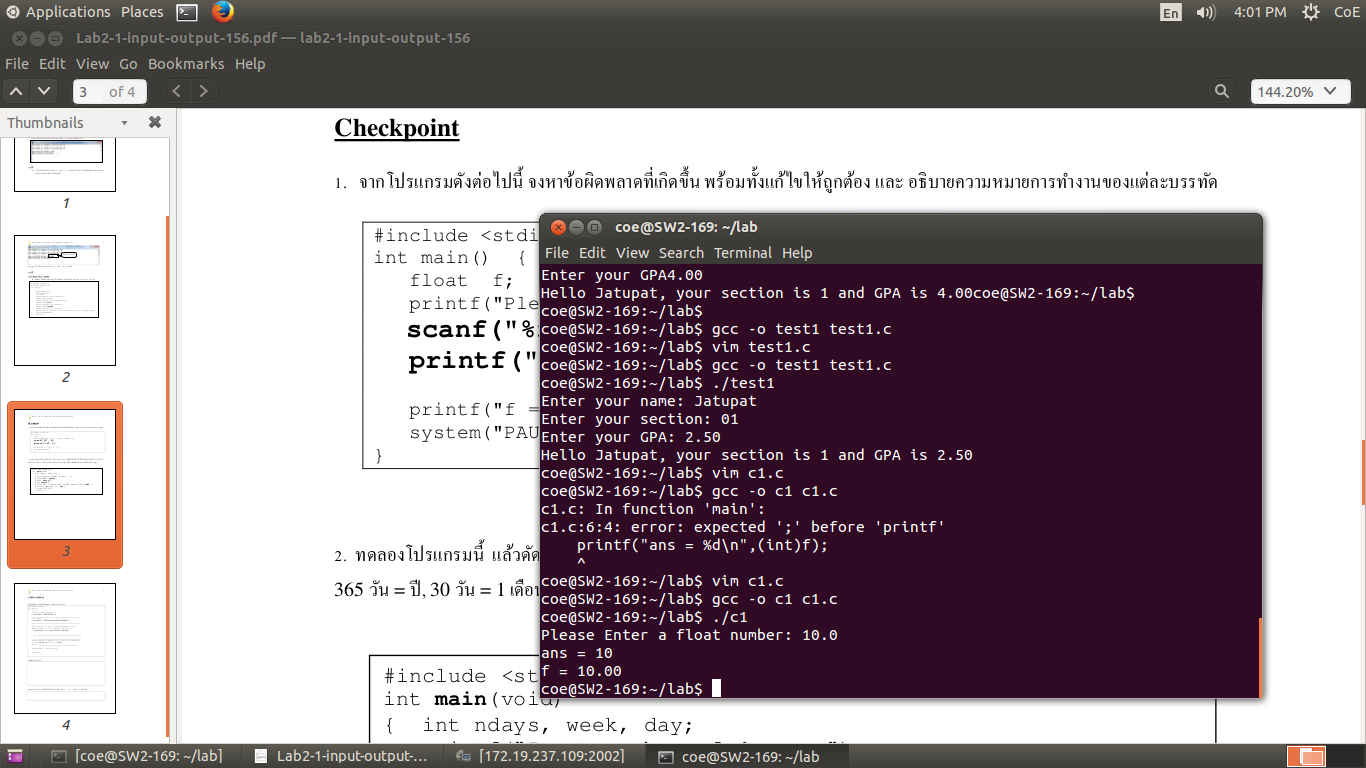 Applications Places En 4:01 PM CoE
Lab2-1-input-output-156.pdf — lab2-1-input-output-156
File Edit View Go Bookmarks Help
3 of 4 144.20%
Thumbnails
1
2
3
4
Checkpoint
1. จากโปรแกรมดังต่อไปนี้ จงหาข้อผิดพลาดที่เกิดขึ้น พร้อมทั้งแก้ไขให้ถูกต้อง และ อธิบายความหมายการทำงานของแต่ละบรรทัด
#include <stdi
int main() {
float f;
printf("Ple
scanf("%
printf("
printf("f =
system("PAU
}
2. ทดลองโปรแกรมนี้ แล้วดัด
365 วัน = ปี, 30 วัน = 1 เดือน
#include <st
int main(void)
{ int ndays, week, day;
coe@SW2-169: ~/lab
File Edit View Search Terminal Help
Enter your GPA4.00
Hello Jatupat, your section is 1 and GPA is 4.00coe@SW2-169:~/lab$
coe@SW2-169:~/lab$
coe@SW2-169:~/lab$ gcc -o test1 test1.c
coe@SW2-169:~/lab$ vim test1.c
coe@SW2-169:~/lab$ gcc -o test1 test1.c
coe@SW2-169:~/lab$ ./test1
Enter your name: Jatupat
Enter your section: 01
Enter your GPA: 2.50
Hello Jatupat, your section is 1 and GPA is 2.50
coe@SW2-169:~/lab$ vim c1.c
coe@SW2-169:~/lab$ gcc -o c1 c1.c
c1.c: In function 'main':
c1.c:6:4: error: expected ';' before 'printf'
printf("ans = %d\n",(int)f);
^
coe@SW2-169:~/lab$ vim c1.c
coe@SW2-169:~/lab$ gcc -o c1 c1.c
coe@SW2-169:~/lab$ ./c1
Please Enter a float number: 10.0
ans = 10
f = 10.00
coe@SW2-169:~/lab$
[coe@SW2-169: ~/lab] Lab2-1-input-output-... [172.19.237.109:2002] coe@SW2-169: ~/lab